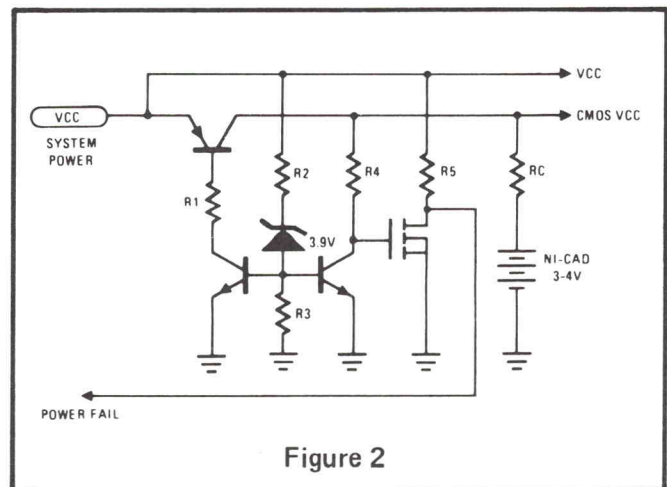 VCC
CMOS VCC
VCC
SYSTEM
POWER
R1
R2
R3
R4
R5
RC
3.9V
NI-CAD
3-4V
POWER FAIL
Figure 2